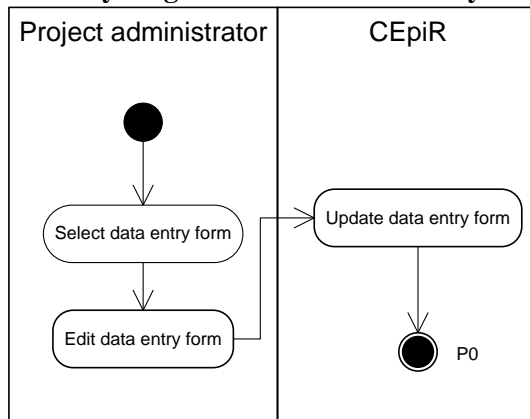 Project administrator
CEpiR
Select data entry form
Update data entry form
Edit data entry form
P0